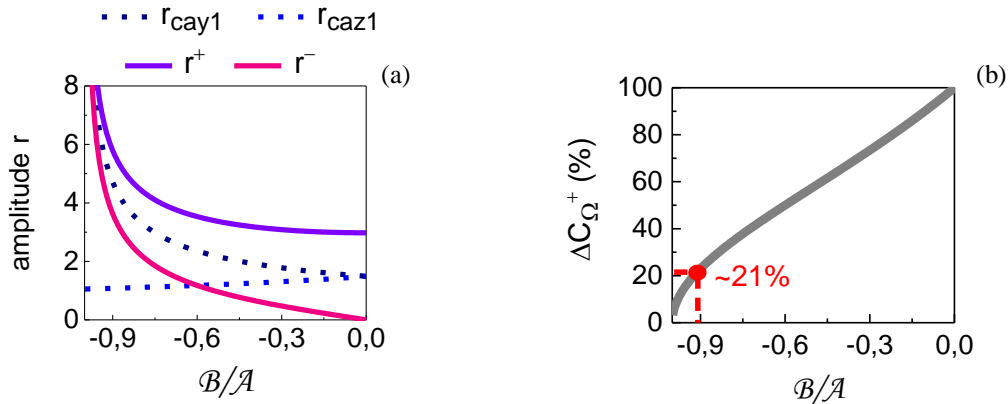 r_cay1 r_caz1
r⁺ r⁻
(a)
amplitude r
8
6
4
2
0
-0,9 -0,6 -0,3 0,0
ℬ/𝒜
(b)
ΔC_Ω⁺ (%)
100
80
60
40
20
0
~21%
-0,9 -0,6 -0,3 0,0
ℬ/𝒜